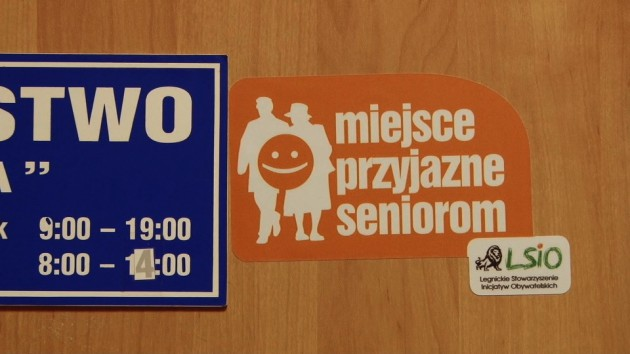 STWO
A”
k 9:00 – 19:00
8:00 – 14:00
miejsce
przyjazne
seniorom
LSiO
Legnickie Stowarzyszenie
Inicjatyw Obywatelskich